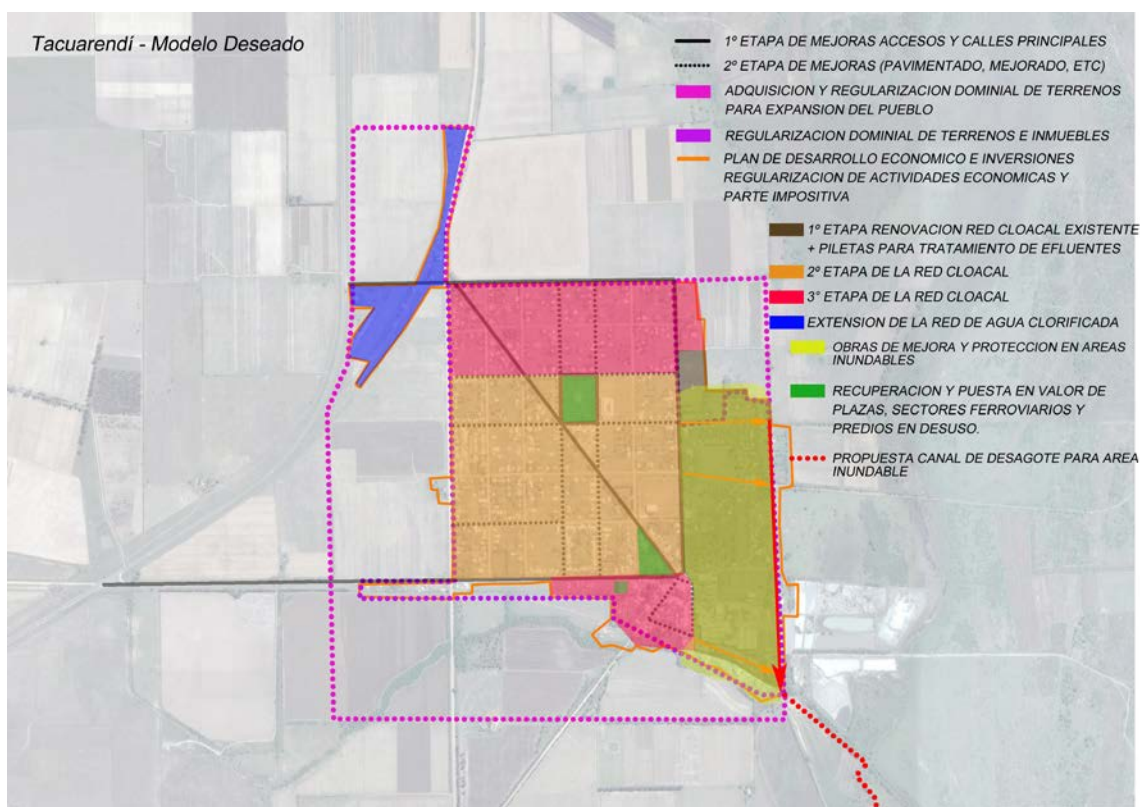 Tacuarendí - Modelo Deseado
1º ETAPA DE MEJORAS ACCESOS Y CALLES PRINCIPALES
2º ETAPA DE MEJORAS (PAVIMENTADO, MEJORADO, ETC)
ADQUISICION Y REGULARIZACION DOMINIAL DE TERRENOS
PARA EXPANSION DEL PUEBLO
REGULARIZACION DOMINIAL DE TERRENOS E INMUEBLES
PLAN DE DESARROLLO ECONOMICO E INVERSIONES
REGULARIZACION DE ACTIVIDADES ECONOMICAS Y
PARTE IMPOSITIVA
1º ETAPA RENOVACION RED CLOACAL EXISTENTE
+ PILETAS PARA TRATAMIENTO DE EFLUENTES
2º ETAPA DE LA RED CLOACAL
3° ETAPA DE LA RED CLOACAL
EXTENSION DE LA RED DE AGUA CLORIFICADA
OBRAS DE MEJORA Y PROTECCION EN AREAS
INUNDABLES
RECUPERACION Y PUESTA EN VALOR DE
PLAZAS, SECTORES FERROVIARIOS Y
PREDIOS EN DESUSO.
PROPUESTA CANAL DE DESAGOTE PARA AREA
INUNDABLE